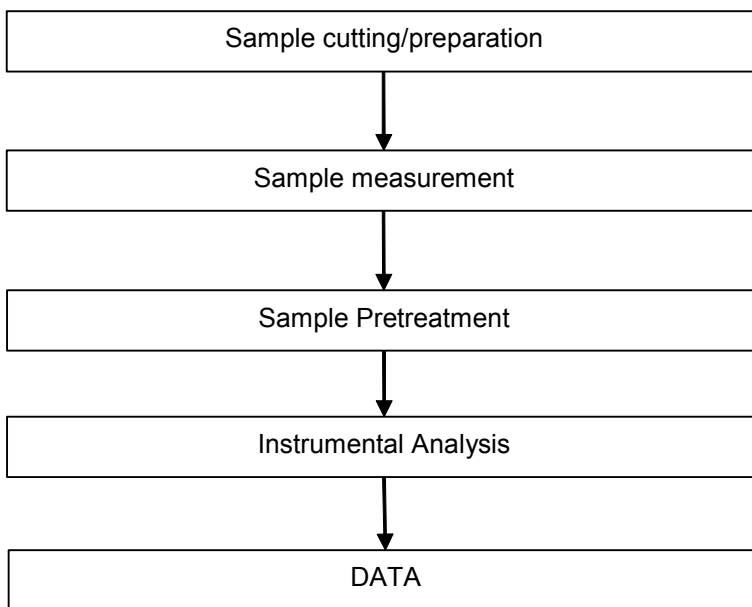 Sample cutting/preparation
Sample measurement
Sample Pretreatment
Instrumental Analysis
DATA